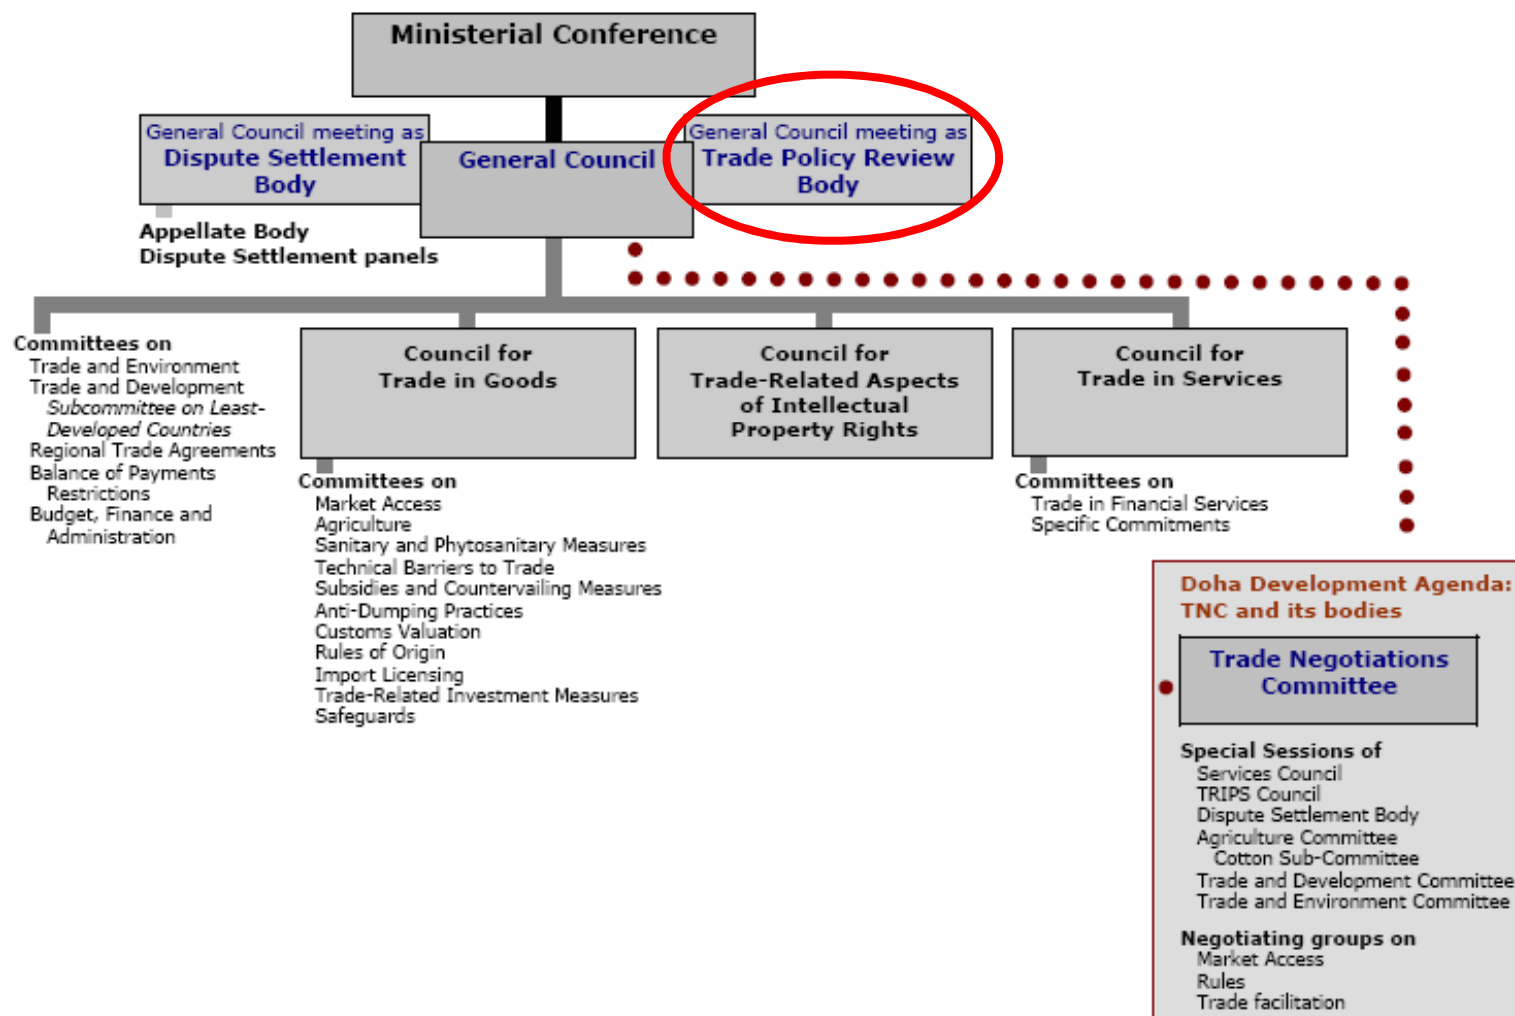 Ministerial Conference
General Council meeting as
Dispute Settlement
Body
General Council
General Council meeting as
Trade Policy Review
Body
Appellate Body
Dispute Settlement panels
Committees on
Trade and Environment
Trade and Development
Subcommittee on Least-
Developed Countries
Regional Trade Agreements
Balance of Payments
Restrictions
Budget, Finance and
Administration
Council for
Trade in Goods
Committees on
Market Access
Agriculture
Sanitary and Phytosanitary Measures
Technical Barriers to Trade
Subsidies and Countervailing Measures
Anti-Dumping Practices
Customs Valuation
Rules of Origin
Import Licensing
Trade-Related Investment Measures
Safeguards
Council for
Trade-Related Aspects
of Intellectual
Property Rights
Council for
Trade in Services
Committees on
Trade in Financial Services
Specific Commitments
Doha Development Agenda:
TNC and its bodies
Trade Negotiations
Committee
Special Sessions of
Services Council
TRIPS Council
Dispute Settlement Body
Agriculture Committee
Cotton Sub-Committee
Trade and Development Committee
Trade and Environment Committee
Negotiating groups on
Market Access
Rules
Trade facilitation